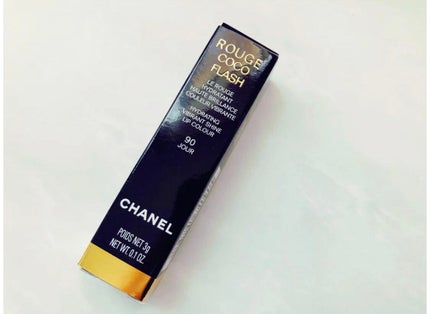 ROUGE
COCO
FLASH
LE ROUGE
HYDRATANT
HAUTE BRILLANCE
COULEUR VIBRANTE
HYDRATING
VIBRANT SHINE
LIP COLOUR
90
JOUR
CHANEL
POIDS NET 3g
NET WT. 0.1 OZ.